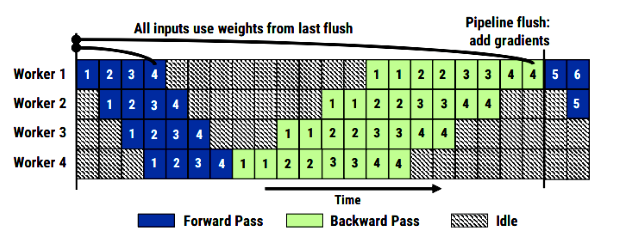 All inputs use weights from last flush
Pipeline flush:
add gradients
Worker 1 1 2 3 4 1 1 2 2 3 3 4 4 5 6
Worker 2 1 2 3 4 1 1 2 2 3 3 4 4 5
Worker 3 1 2 3 4 1 1 2 2 3 3 4 4
Worker 4 1 2 3 4 1 1 2 2 3 3 4 4
Time
Forward Pass Backward Pass Idle